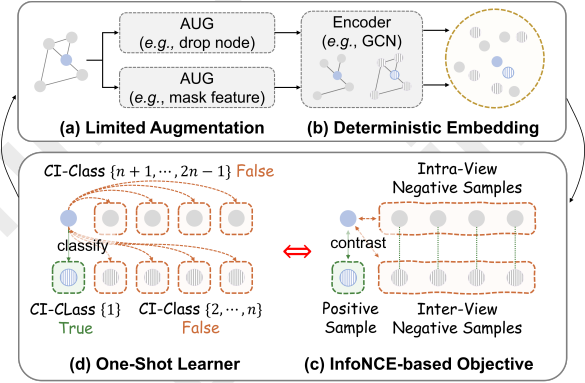 AUG
(e.g., drop node)
AUG
(e.g., mask feature)
Encoder
(e.g., GCN)
(a) Limited Augmentation
(b) Deterministic Embedding
CI-Class {n + 1, ⋯, 2n − 1} False
classify
CI-CLass {1}
True
CI-Class {2, ⋯, n}
False
(d) One-Shot Learner
Intra-View
Negative Samples
contrast
Positive
Sample
Inter-View
Negative Samples
(c) InfoNCE-based Objective